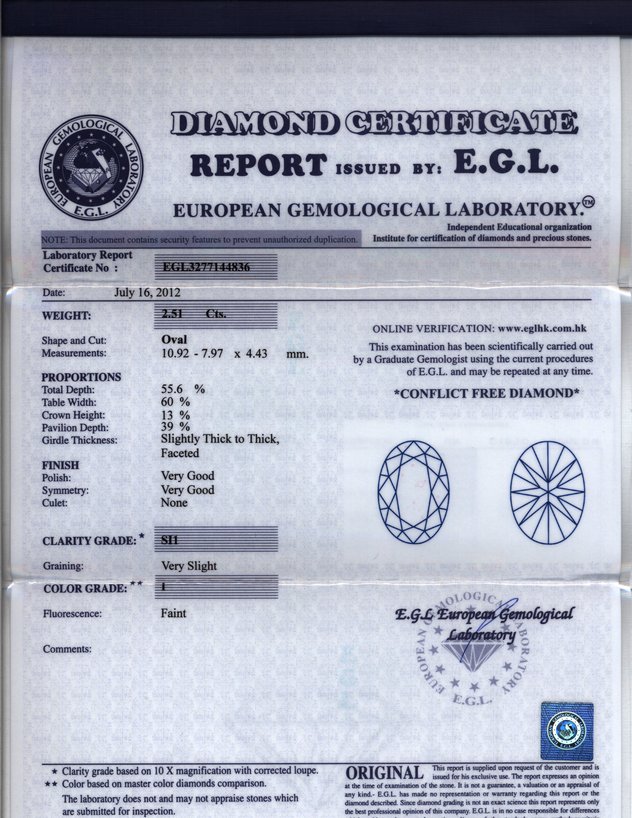 DIAMOND CERTIFICATE
REPORT ISSUED BY: E.G.L.
EUROPEAN GEMOLOGICAL LABORATORY
E.G.L.
EUROPEAN GEMOLOGICAL LABORATORY.™
Independent Educational organization
NOTE: This document contains security features to prevent unauthorized duplication.
Institute for certification of diamonds and precious stones.
Laboratory Report
Certificate No : EGL3277144836
Date: July 16, 2012
WEIGHT: 2.51 Cts.
ONLINE VERIFICATION: www.eglhk.com.hk
This examination has been scientifically carried out
by a Graduate Gemologist using the current procedures
of E.G.L. and may be repeated at any time.
*CONFLICT FREE DIAMOND*
Shape and Cut: Oval
Measurements: 10.92 - 7.97 x 4.43 mm.
PROPORTIONS
Total Depth: 55.6 %
Table Width: 60 %
Crown Height: 13 %
Pavilion Depth: 39 %
Girdle Thickness: Slightly Thick to Thick,
Faceted
FINISH
Polish: Very Good
Symmetry: Very Good
Culet: None
CLARITY GRADE: * SI1
Graining: Very Slight
COLOR GRADE: ** I
Fluorescence: Faint
Comments:
E.G.L European Gemological
Laboratory
EUROPEAN GEMOLOGICAL LABORATORY
E.G.L.
E.G.L.
* Clarity grade based on 10 X magnification with corrected loupe.
** Color based on master color diamonds comparison.
The laboratory does not and may not appraise stones which
are submitted for inspection.
ORIGINAL This report is supplied upon request of the customer and is
issued for his exclusive use. The report expresses an opinion
at the time of examination of the stone. It is not a guarantee, a valuation or an appraisal of
any kind.- E.G.L. has made no representation or warranty regarding this report or the
diamond described. Since diamond grading is not an exact science this report represents only
the best professional opinion of this company. E.G.L. is in no case responsible for differences